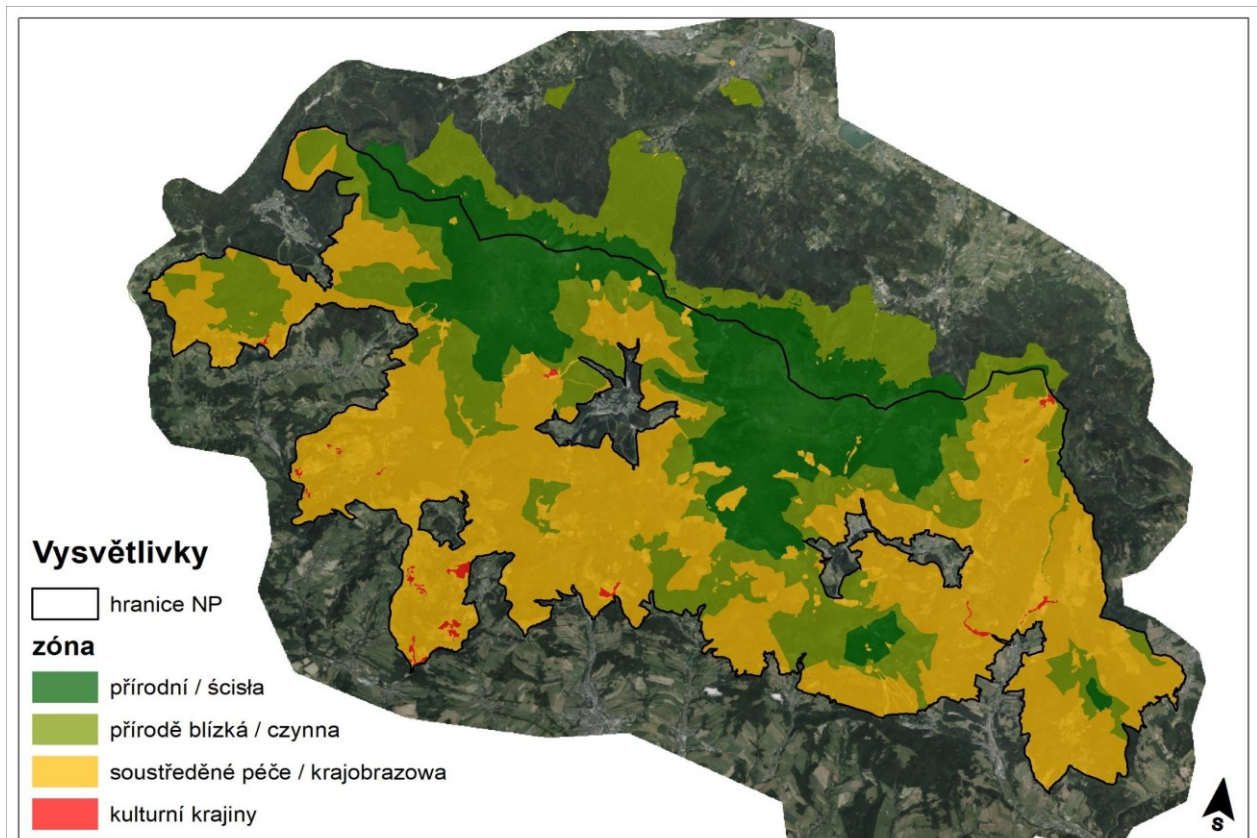 Vysvětlivky
hranice NP
zóna
přírodní / ścisła
přírodě blízká / czynna
soustředěné péče / krajobrazowa
kulturní krajiny
S